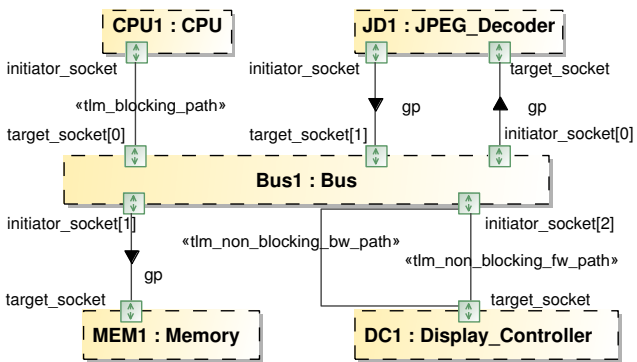 CPU1 : CPU
JD1 : JPEG_Decoder
initiator_socket
initiator_socket
target_socket
«tlm_blocking_path»
gp
gp
target_socket[0]
target_socket[1]
initiator_socket[0]
Bus1 : Bus
initiator_socket[1]
initiator_socket[2]
«tlm_non_blocking_bw_path»
«tlm_non_blocking_fw_path»
gp
target_socket
target_socket
MEM1 : Memory
DC1 : Display_Controller